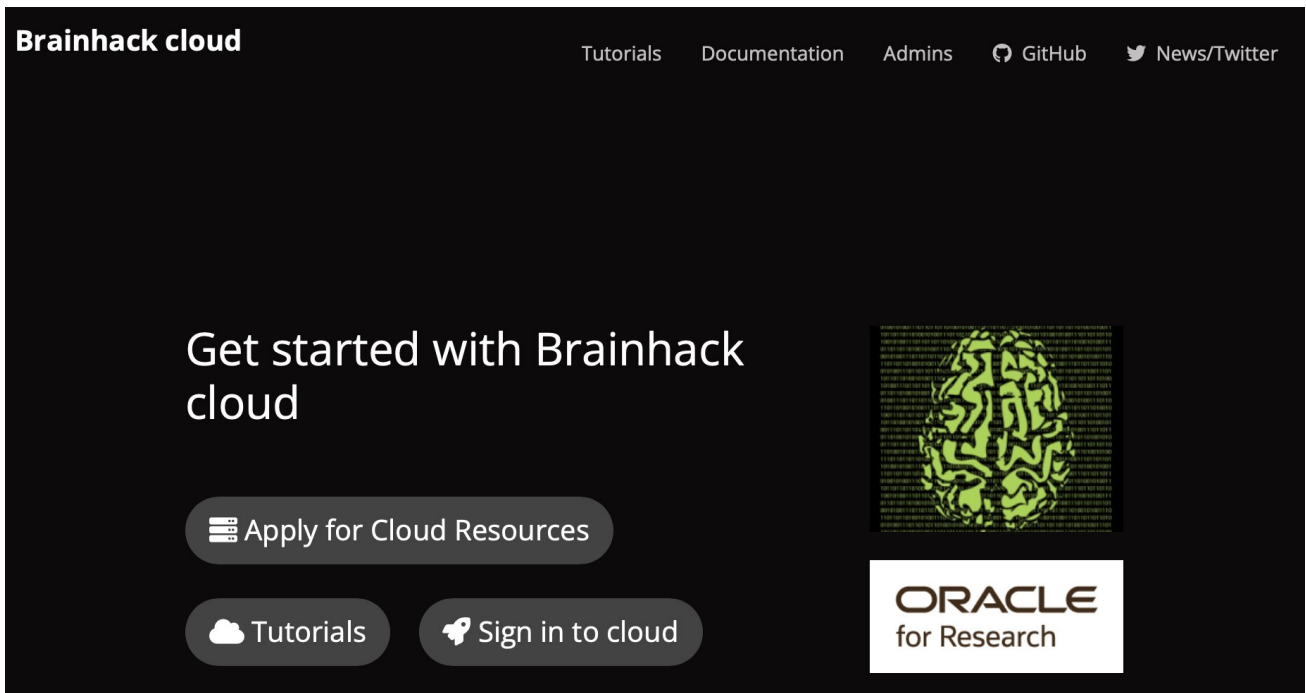 Brainhack cloud
Tutorials Documentation Admins GitHub News/Twitter
Get started with Brainhack
cloud
Apply for Cloud Resources
Tutorials Sign in to cloud
ORACLE
for Research